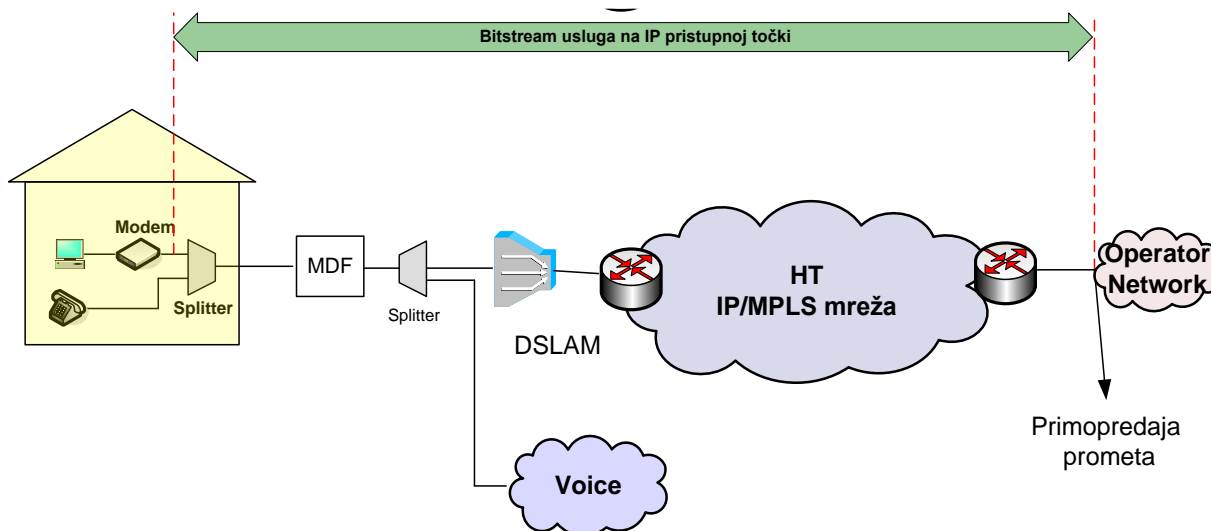 Bitstream usluga na IP pristupnoj točki
Modem
Splitter
MDF
Splitter
DSLAM
HT
IP/MPLS mreža
Operator
Network
Primopredaja
prometa
Voice